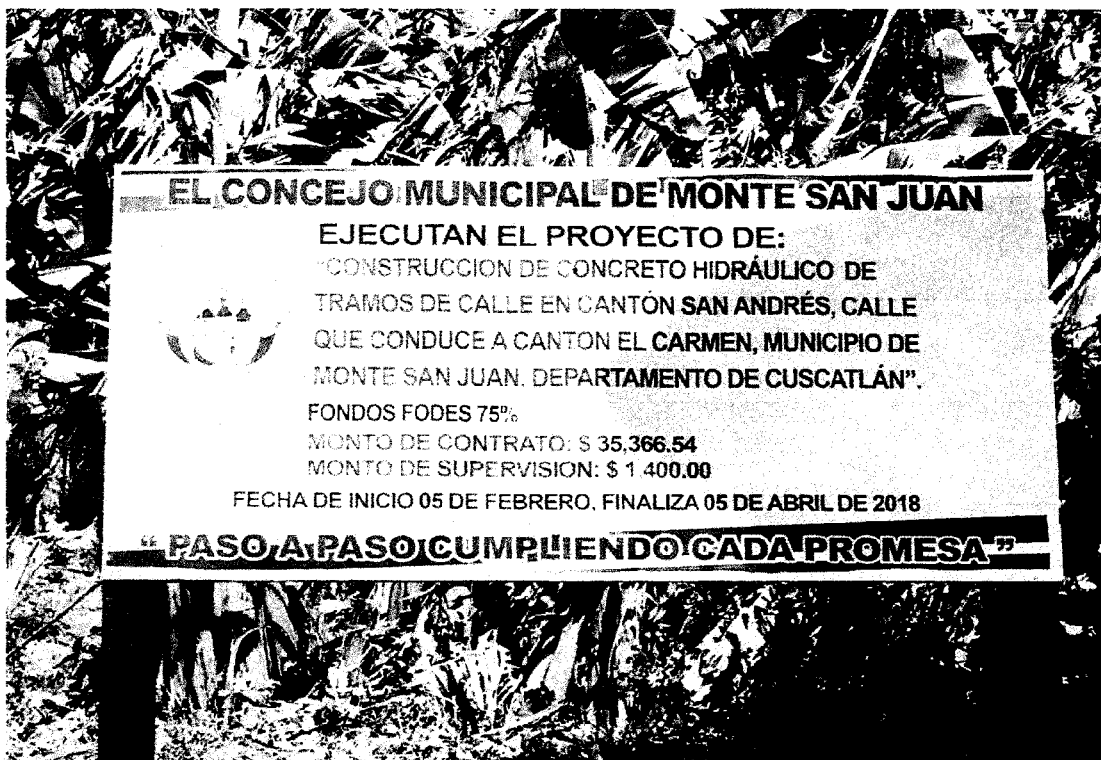 EL CONCEJO MUNICIPAL DE MONTE SAN JUAN
EJECUTAN EL PROYECTO DE:
"CONSTRUCCION DE CONCRETO HIDRÁULICO DE
TRAMOS DE CALLE EN CANTÓN SAN ANDRÉS, CALLE
QUE CONDUCE A CANTON EL CARMEN, MUNICIPIO DE
MONTE SAN JUAN. DEPARTAMENTO DE CUSCATLÁN".
FONDOS FODES 75%
MONTO DE CONTRATO: $ 35,366.54
MONTO DE SUPERVISION: $ 1,400.00
FECHA DE INICIO 05 DE FEBRERO, FINALIZA 05 DE ABRIL DE 2018
" PASO A PASO CUMPLIENDO CADA PROMESA "